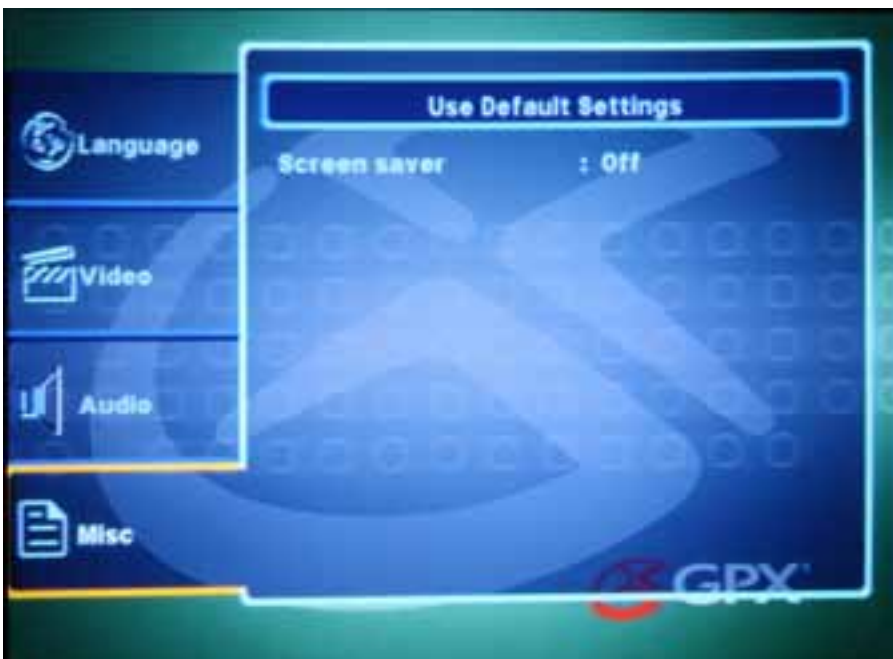 Language
Video
Audio
Misc
Use Default Settings
Screen saver : Off
GPX